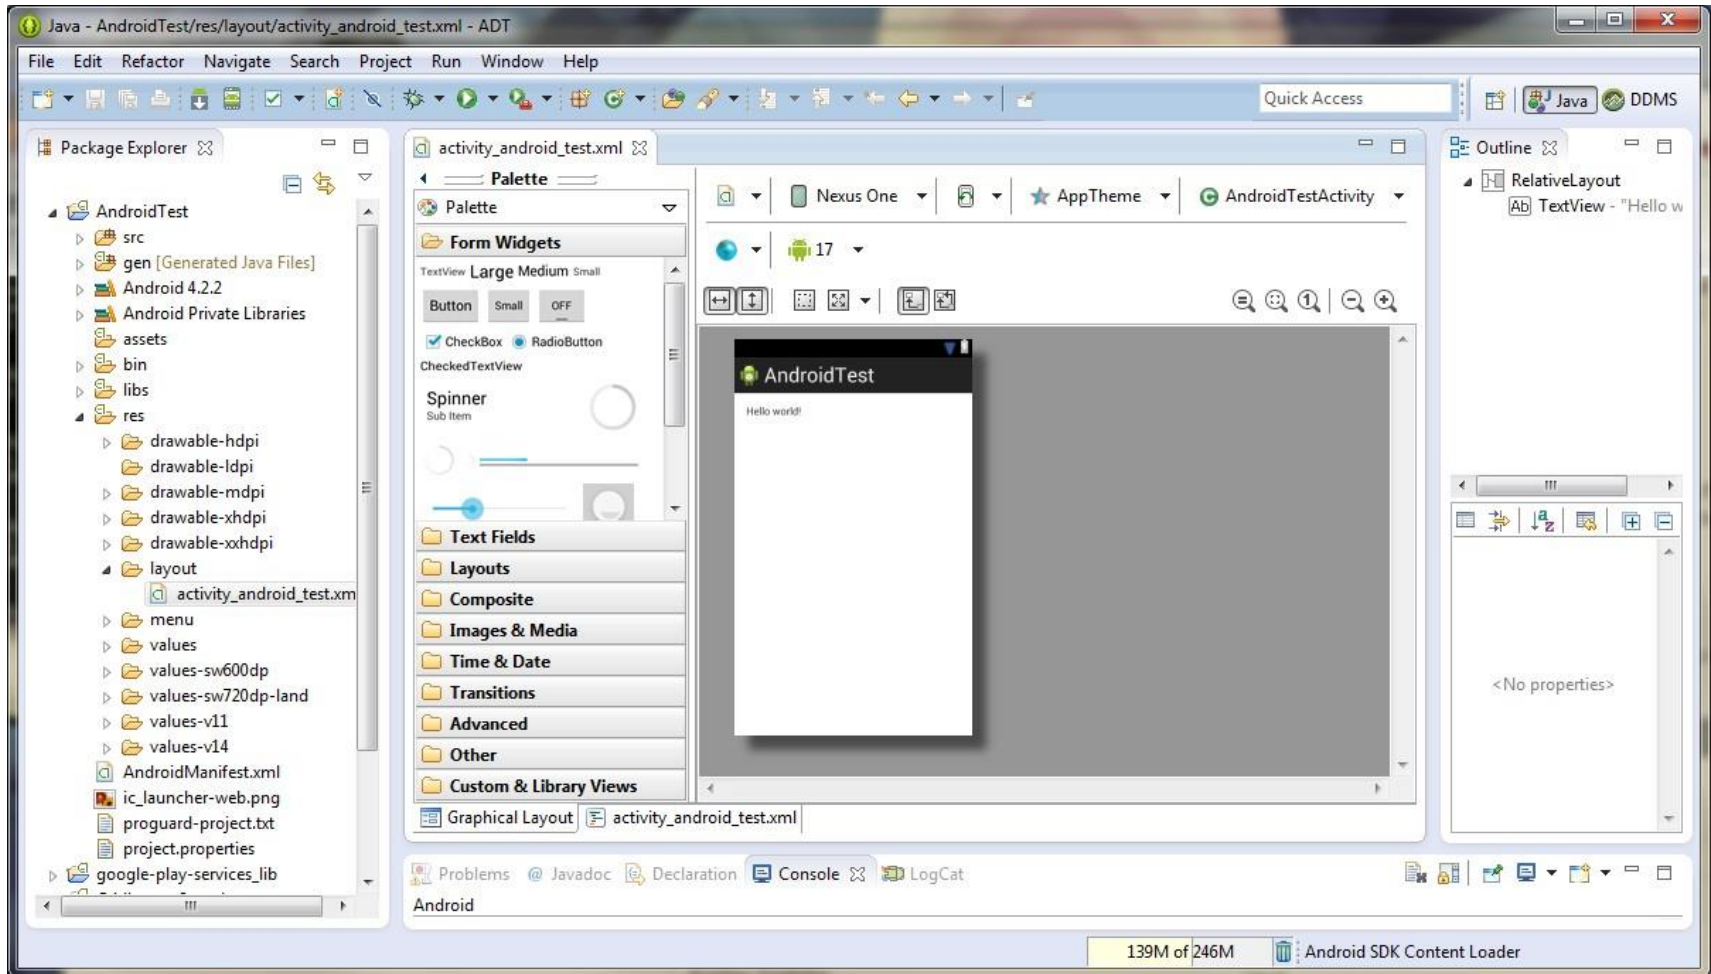 Java - AndroidTest/res/layout/activity_android_test.xml - ADT
File Edit Refactor Navigate Search Project Run Window Help
Quick Access
Java
DDMS
Package Explorer
AndroidTest
src
gen [Generated Java Files]
Android 4.2.2
Android Private Libraries
assets
bin
libs
res
drawable-hdpi
drawable-ldpi
drawable-mdpi
drawable-xhdpi
drawable-xxhdpi
layout
activity_android_test.xm
menu
values
values-sw600dp
values-sw720dp-land
values-v11
values-v14
AndroidManifest.xml
ic_launcher-web.png
proguard-project.txt
project.properties
google-play-services_lib
activity_android_test.xml
Palette
Palette
Form Widgets
TextView Large Medium Small
Button Small OFF
CheckBox RadioButton
CheckedTextView
Spinner
Sub Item
Text Fields
Layouts
Composite
Images & Media
Time & Date
Transitions
Advanced
Other
Custom & Library Views
Nexus One AppTheme AndroidTestActivity
17
AndroidTest
Hello world!
Graphical Layout activity_android_test.xml
Outline
RelativeLayout
Ab TextView - "Hello w
<No properties>
Problems @ Javadoc Declaration Console LogCat
Android
139M of 246M Android SDK Content Loader